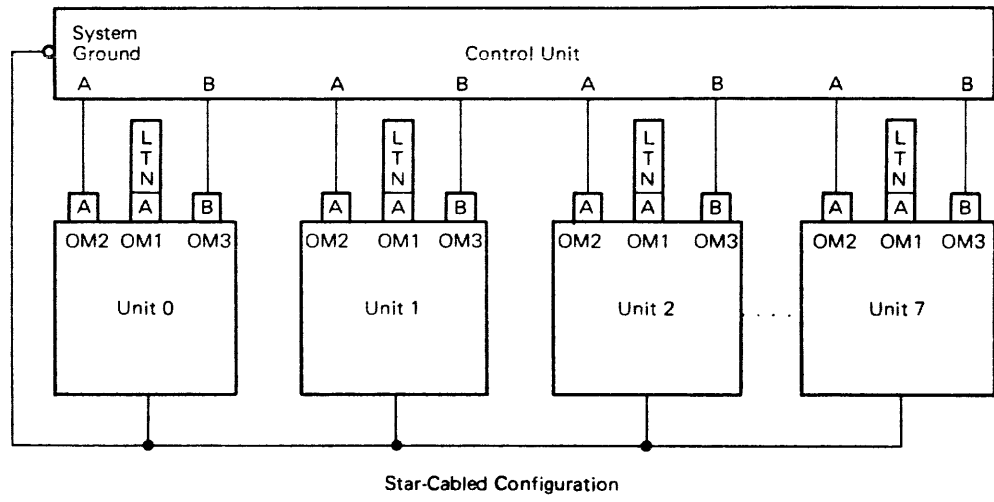 System
Ground
Control Unit
A B A B A B A B
L L L L
T T T T
N N N N
A A B A A B A A B A A B
OM2 OM1 OM3 OM2 OM1 OM3 OM2 OM1 OM3 OM2 OM1 OM3
Unit 0 Unit 1 Unit 2 . . . . Unit 7
Star-Cabled Configuration